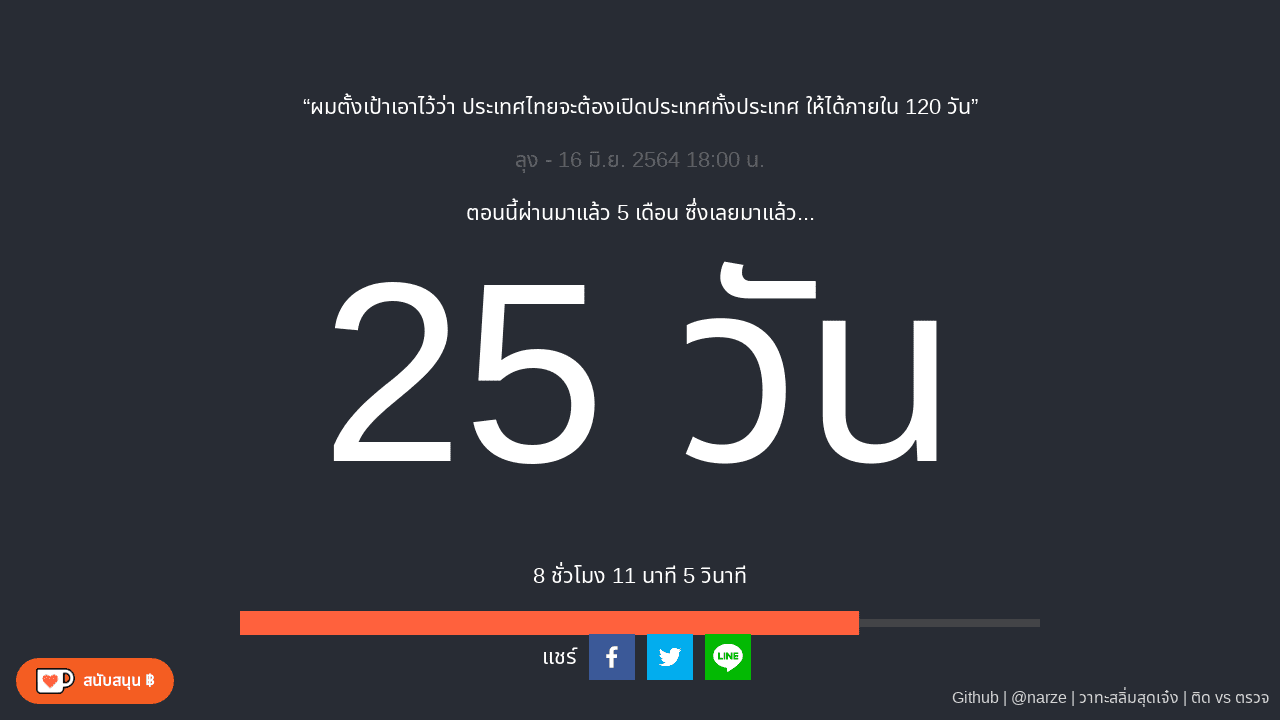 “ผมตั้งเป้าเอาไว้ว่า ประเทศไทยจะต้องเปิดประเทศทั้งประเทศ ให้ได้ภายใน 120 วัน”
ลุง - 16 มิ.ย. 2564 18:00 น.
ตอนนี้ผ่านมาแล้ว 5 เดือน ซึ่งเลยมาแล้ว...
25 วัน
8 ชั่วโมง 11 นาที 5 วินาที
แชร์
LINE
สนับสนุน ฿
Github | @narze | วาทะสลิ่มสุดเจ๋ง | ติด vs ตรวจ